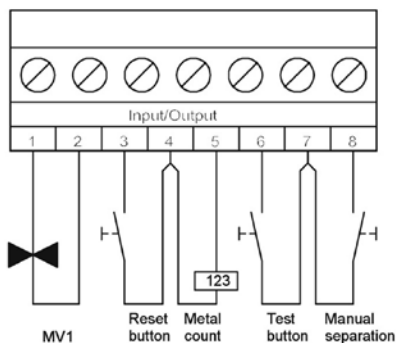 Input/Output
1 2 3 4 5 6 7 8
123
MV1
Reset button
Metal count
Test button
Manual separation